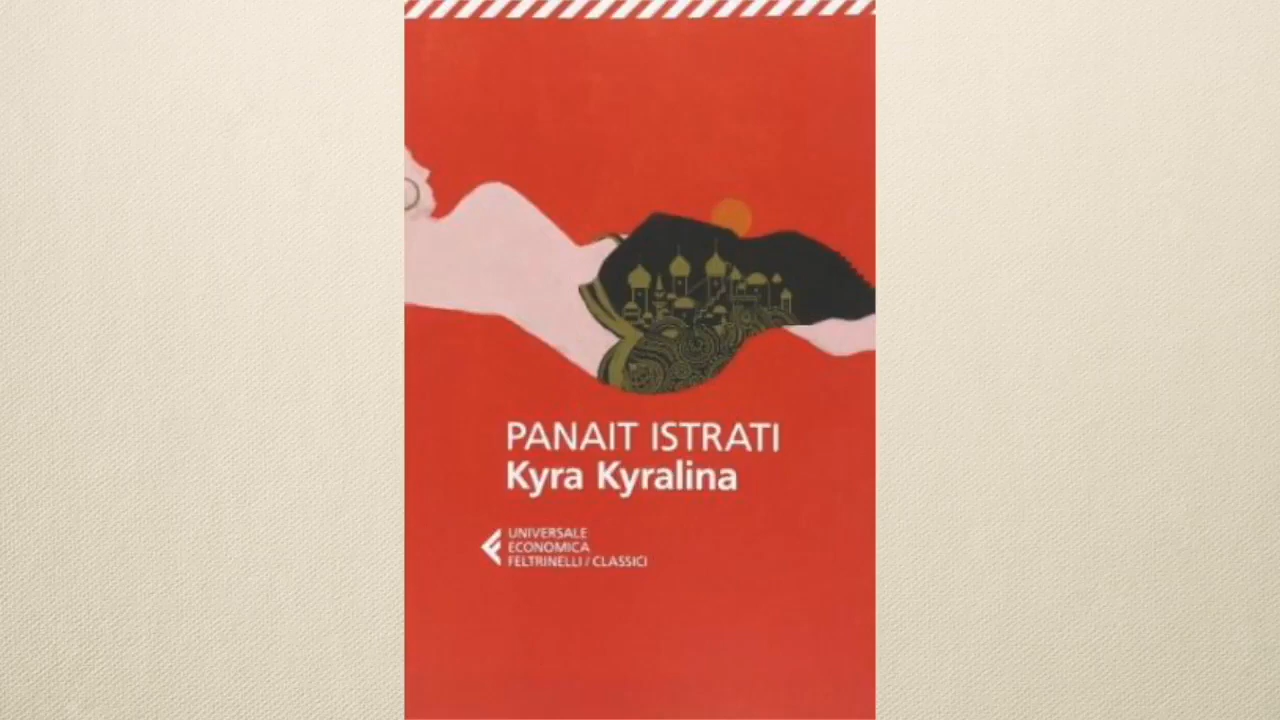 PANAIT ISTRATI
Kyra Kyralina
UNIVERSALE
ECONOMICA
FELTRINELLI / CLASSICI